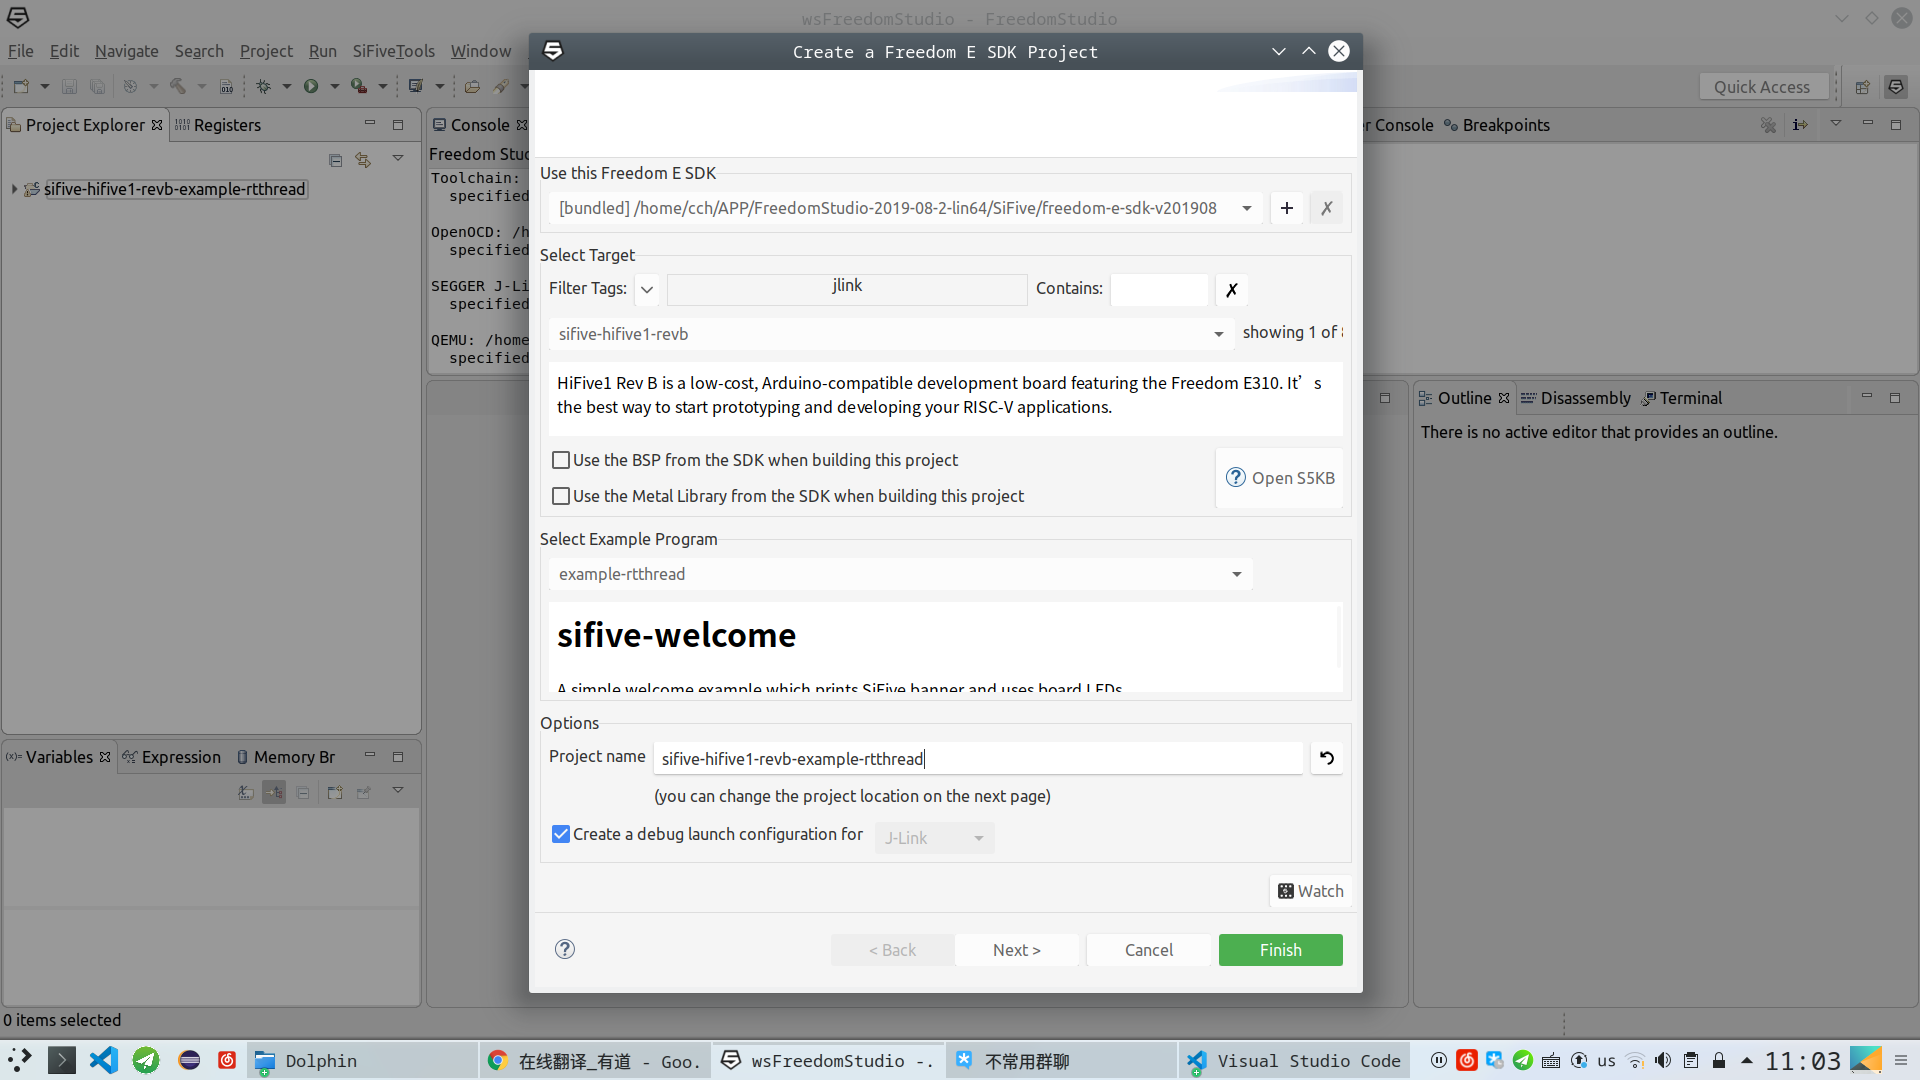 wsFreedomStudio - FreedomStudio
File Edit Navigate Search Project Run SiFiveTools Window
Create a Freedom E SDK Project
Quick Access
Project Explorer
Registers
Console
Console
Breakpoints
Use this Freedom E SDK
[bundled] /home/cch/APP/FreedomStudio-2019-08-2-lin64/SiFive/freedom-e-sdk-v201908
sifive-hifive1-revb-example-rtthread
Toolchain:
specified
OpenOCD: /h
specified
SEGGER J-Li
specified
QEMU: /home
specified
Select Target
Filter Tags:
jlink
Contains:
sifive-hifive1-revb
showing 1 of
HiFive1 Rev B is a low-cost, Arduino-compatible development board featuring the Freedom E310. It’s
the best way to start prototyping and developing your RISC-V applications.
Use the BSP from the SDK when building this project
Use the Metal Library from the SDK when building this project
Open S5KB
Select Example Program
example-rtthread
sifive-welcome
A simple welcome example which prints SiFive banner and uses board LEDs
Options
Project name
sifive-hifive1-revb-example-rtthread
(you can change the project location on the next page)
Create a debug launch configuration for
J-Link
Watch
< Back
Next >
Cancel
Finish
Outline
Disassembly
Terminal
There is no active editor that provides an outline.
Variables
Expression
Memory Br
0 items selected
Dolphin
在线翻译_有道 - Goo.
wsFreedomStudio -.
不常用群聊
Visual Studio Code
us
11:03